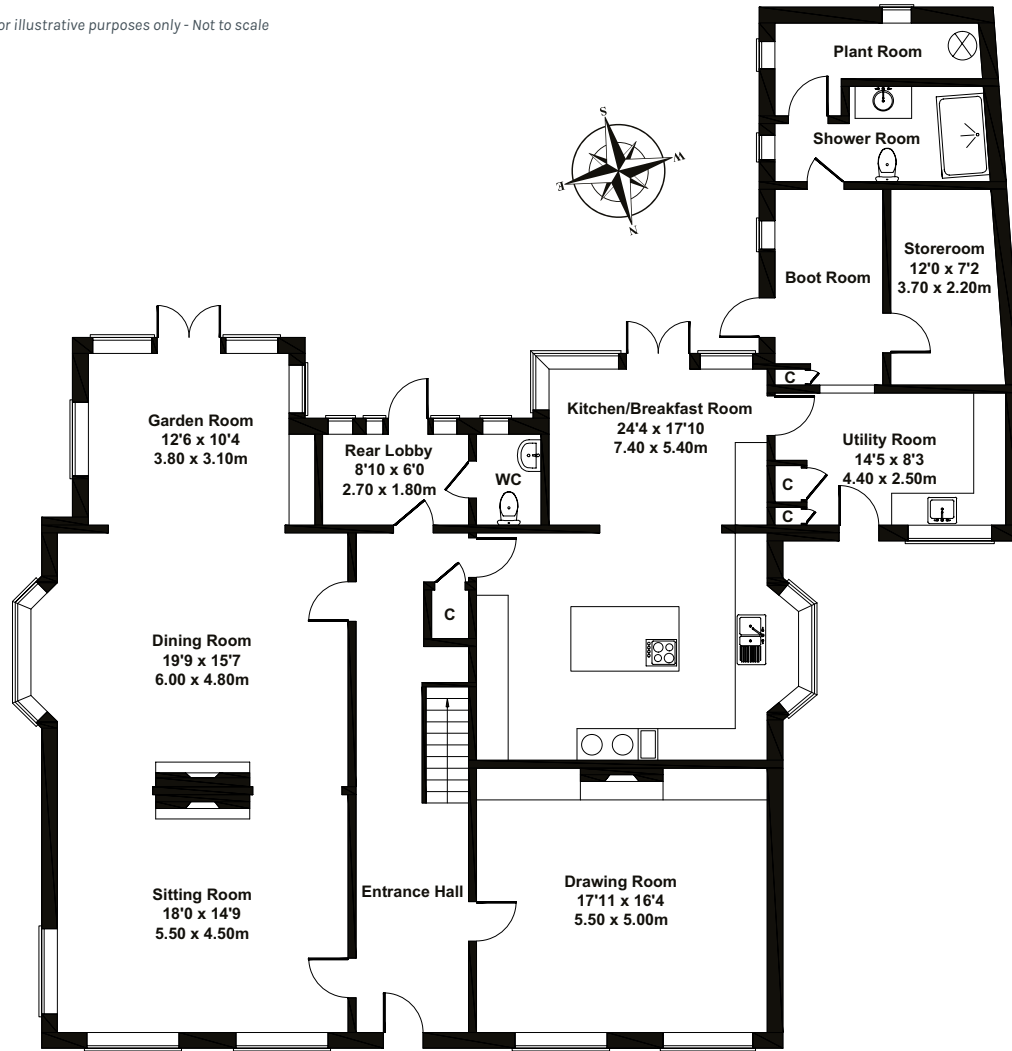 or illustrative purposes only - Not to scale
Plant Room
Shower Room
S
W
E
N
Boot Room
Storeroom
12'0 x 7'2
3.70 x 2.20m
C
Garden Room
12'6 x 10'4
3.80 x 3.10m
Rear Lobby
8'10 x 6'0
2.70 x 1.80m
WC
Kitchen/Breakfast Room
24'4 x 17'10
7.40 x 5.40m
Utility Room
14'5 x 8'3
4.40 x 2.50m
C
C
C
Dining Room
19'9 x 15'7
6.00 x 4.80m
Sitting Room
18'0 x 14'9
5.50 x 4.50m
Entrance Hall
Drawing Room
17'11 x 16'4
5.50 x 5.00m